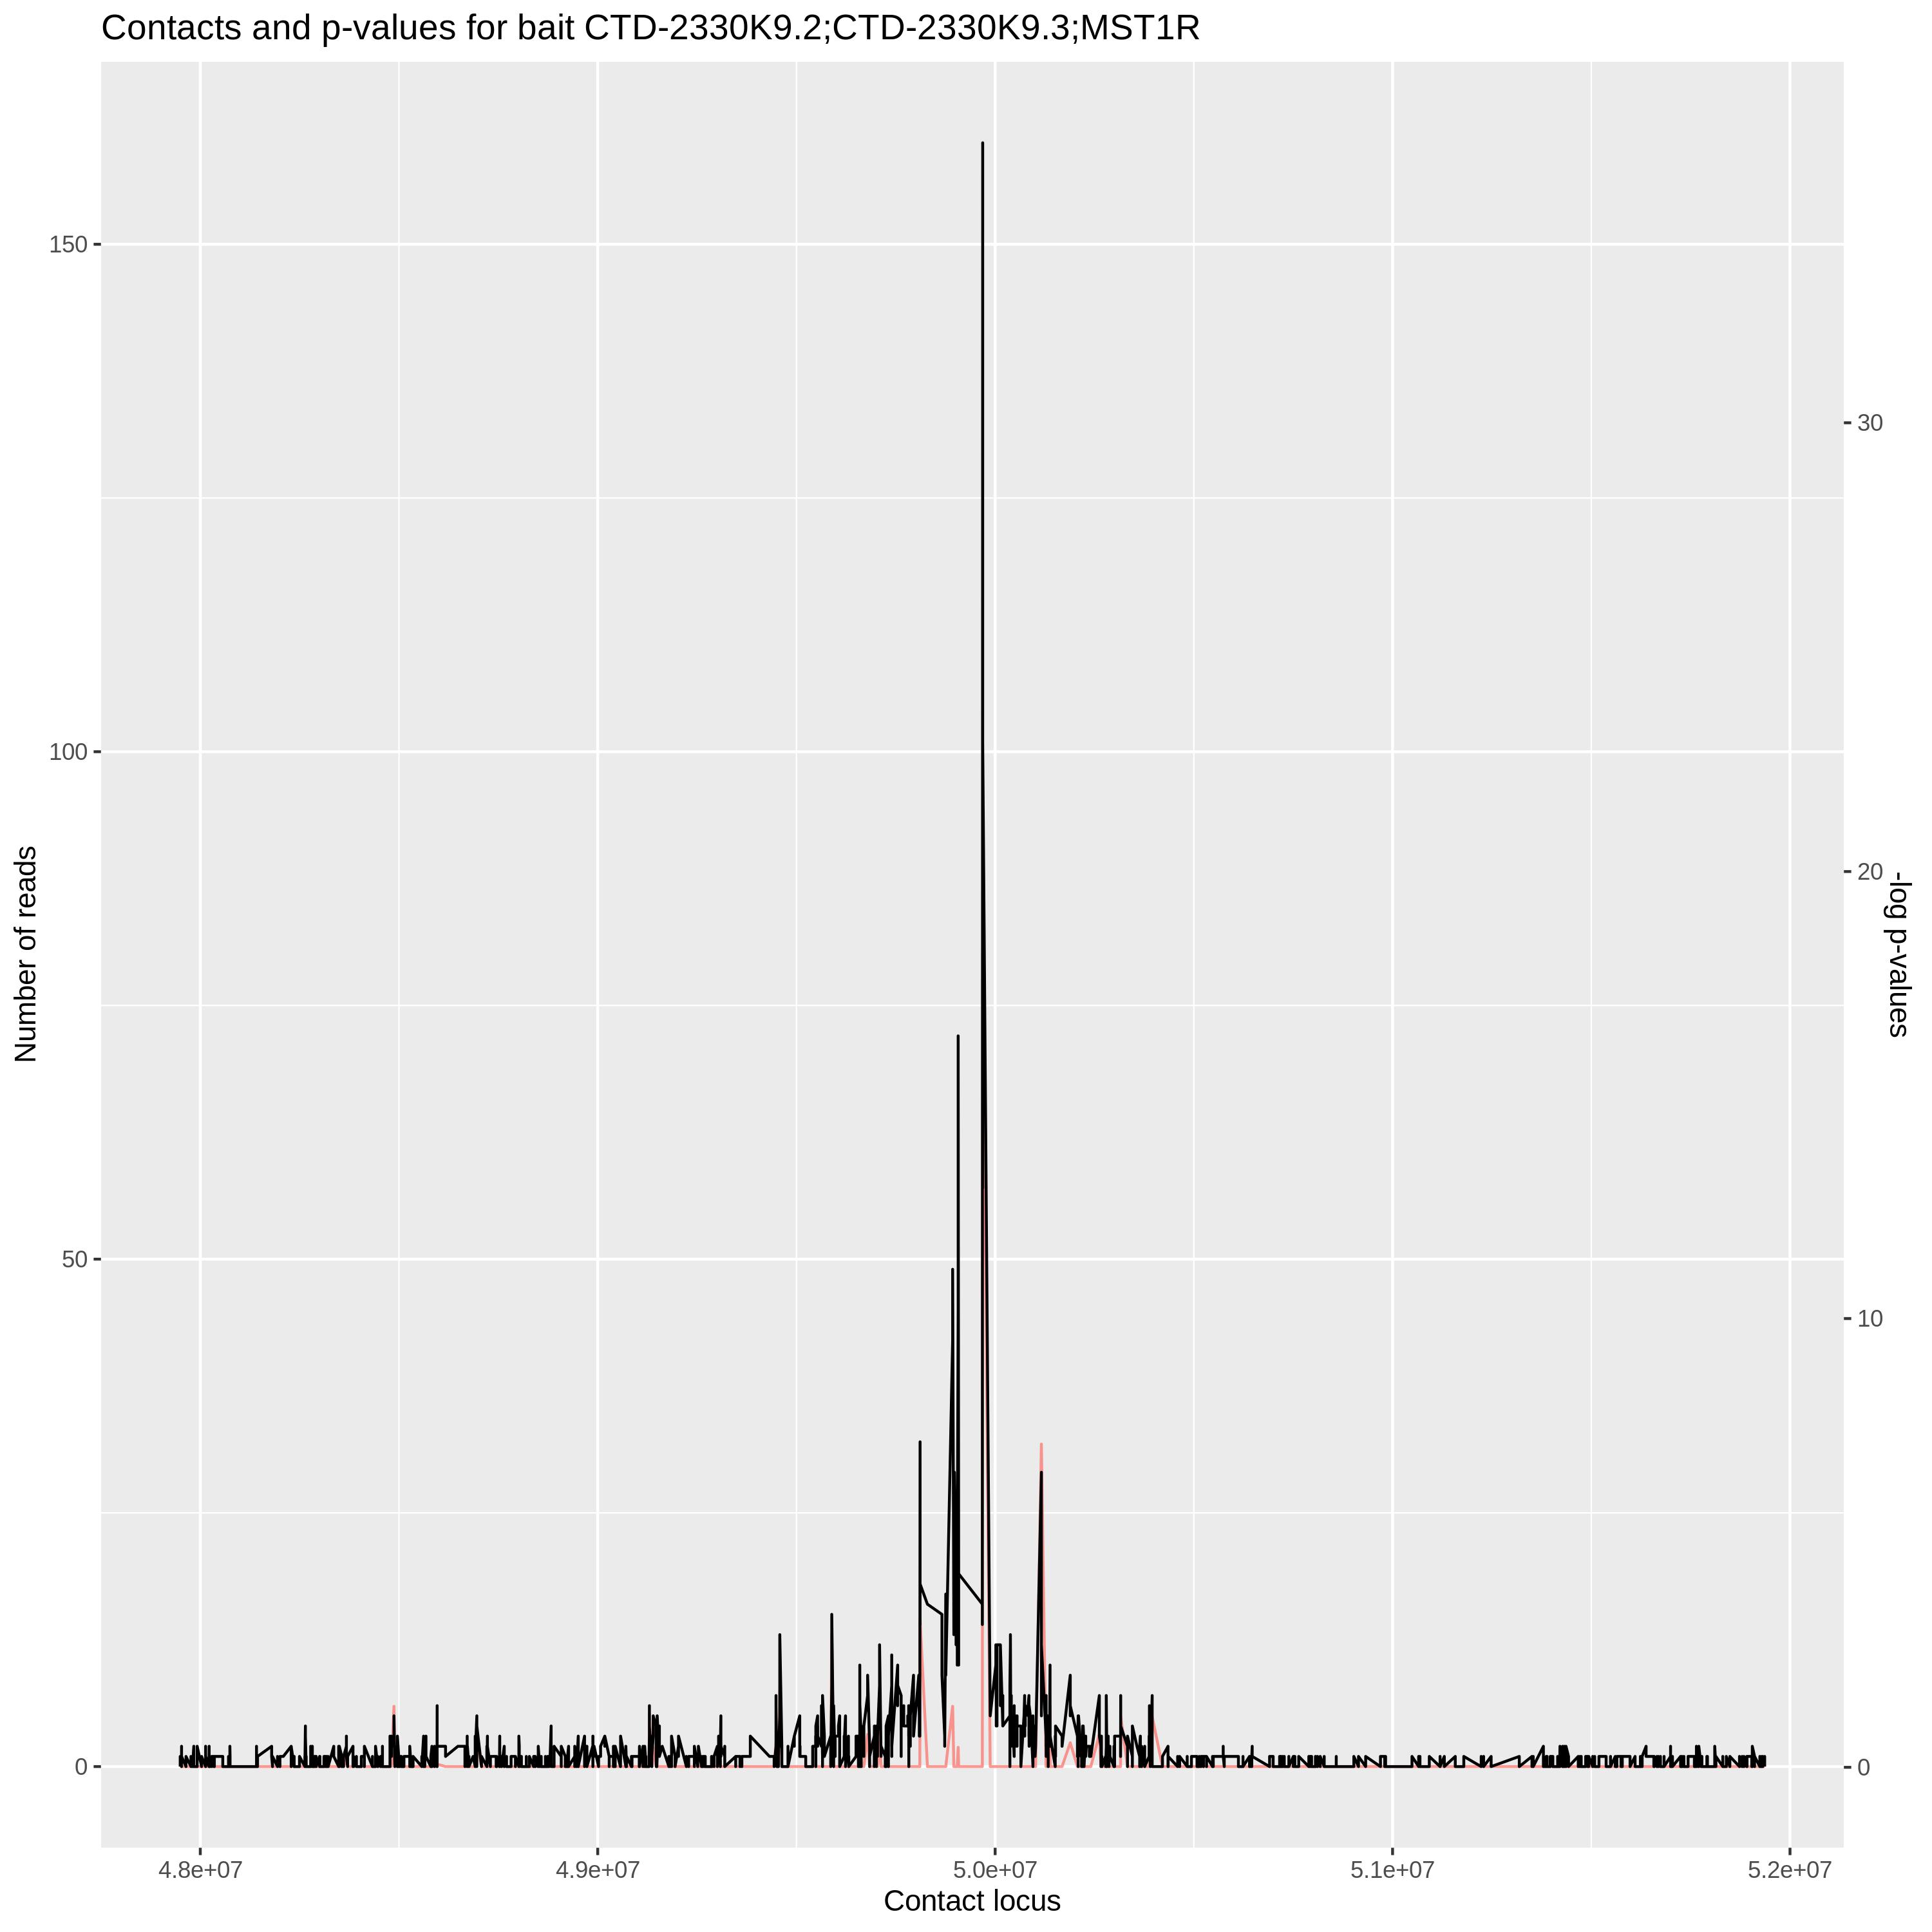 Contacts and p-values for bait CTD-2330K9.2;CTD-2330K9.3;MST1R
150
100
50
0
Number of reads
30
20
10
0
-log p-values
4.8e+07
4.9e+07
5.0e+07
5.1e+07
5.2e+07
Contact locus